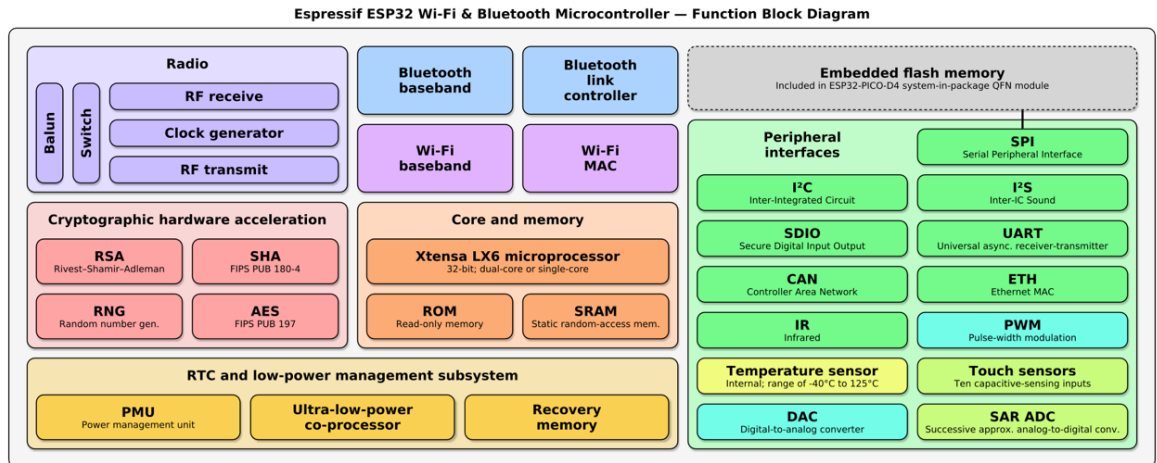 Espressif ESP32 Wi-Fi & Bluetooth Microcontroller — Function Block Diagram
Radio
Balun
Switch
RF receive
Clock generator
RF transmit
Bluetooth
baseband
Bluetooth
link
controller
Wi-Fi
baseband
Wi-Fi
MAC
Embedded flash memory
Included in ESP32-PICO-D4 system-in-package QFN module
Cryptographic hardware acceleration
RSA
Rivest–Shamir–Adleman
SHA
FIPS PUB 180-4
RNG
Random number gen.
AES
FIPS PUB 197
Core and memory
Xtensa LX6 microprocessor
32-bit; dual-core or single-core
ROM
Read-only memory
SRAM
Static random-access mem.
RTC and low-power management subsystem
PMU
Power management unit
Ultra-low-power
co-processor
Recovery
memory
Peripheral
interfaces
SPI
Serial Peripheral Interface
I²C
Inter-Integrated Circuit
I²S
Inter-IC Sound
SDIO
Secure Digital Input Output
UART
Universal async. receiver-transmitter
CAN
Controller Area Network
ETH
Ethernet MAC
IR
Infrared
PWM
Pulse-width modulation
Temperature sensor
Internal; range of -40°C to 125°C
Touch sensors
Ten capacitive-sensing inputs
DAC
Digital-to-analog converter
SAR ADC
Successive approx. analog-to-digital conv.